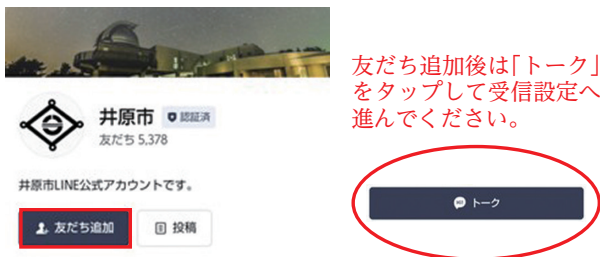 井原市 認証済
友だち 5,378
井原市LINE公式アカウントです。
友だち追加 投稿
友だち追加後は「トーク」
をタップして受信設定へ
進んでください。
トーク